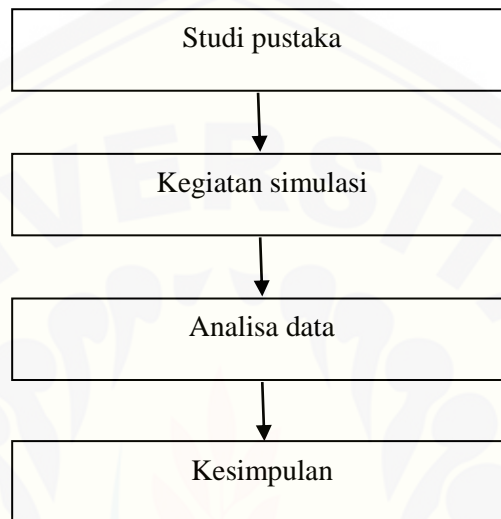 Studi pustaka
Kegiatan simulasi
Analisa data
Kesimpulan